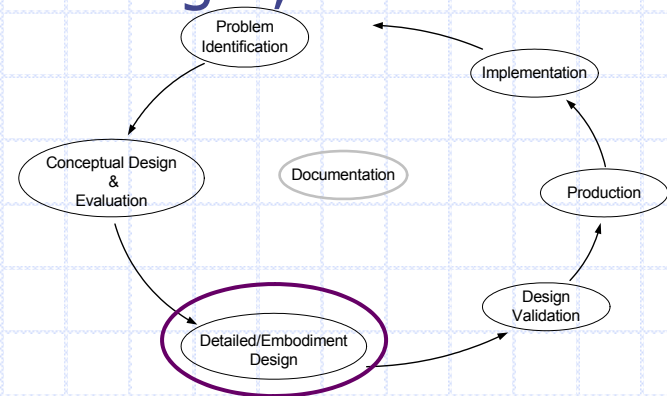 Problem
Identification
Implementation
Conceptual Design
&
Evaluation
Documentation
Production
Design
Validation
Detailed/Embodiment
Design